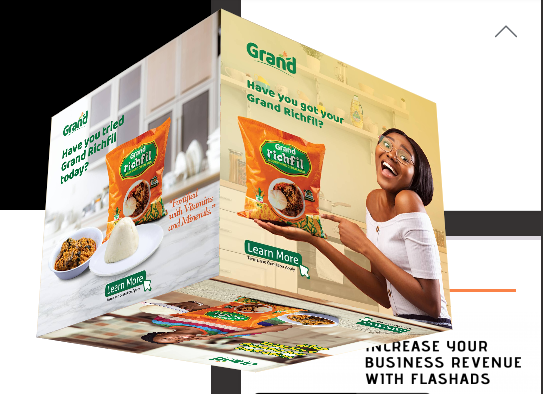 Grand
Have you tried
Grand Richfil
today?
Grand
richfil
"Fortified
with Vitamins
and Minerals."
Learn More
Grand
Have you got your
Grand Richfil?
Grand
richfil
Learn More
INCREASE YOUR
BUSINESS REVENUE
WITH FLASHADS